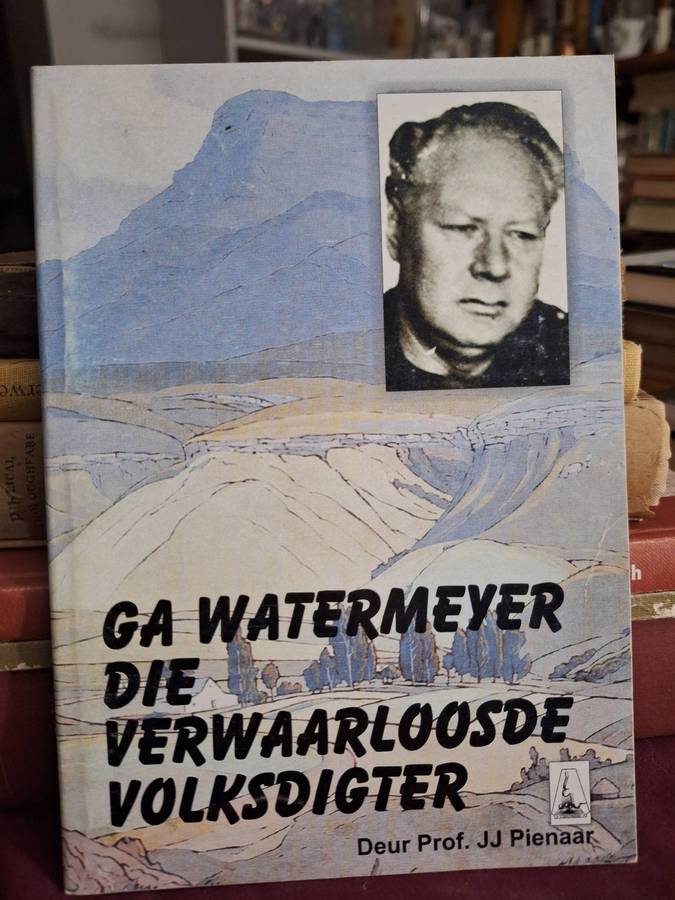 GA WATERMEYER
DIE
VERWAARLOOSDE
VOLKSDIGTER
Deur Prof. JJ Pienaar